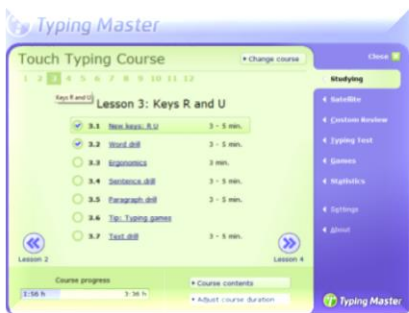 Typing Master
Touch Typing Course
Change course
Close
1 2 3 4 5 6 7 8 9 10 11 12
Studying
Keys R and U
Lesson 3: Keys R and U
Satellite
3.1 New keys: R U 3 - 5 min.
Custom Review
3.2 Word drill 3 - 5 min.
Typing Test
3.3 Ergonomics 3 min.
Games
3.4 Sentence drill 3 - 5 min.
Statistics
3.5 Paragraph drill 3 - 5 min.
3.6 Tip: Typing games
Settings
3.7 Text drill 3 - 5 min.
About
Lesson 2
Lesson 4
Course progress
Course contents
1:56 h 3:36 h
Adjust course duration
Typing Master